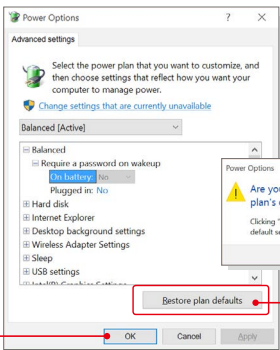 Power Options
Advanced settings
Select the power plan that you want to customize, and
then choose settings that reflect how you want your
computer to manage power.
Change settings that are currently unavailable
Balanced [Active]
Balanced
Require a password on wakeup
On battery: No
Plugged in: No
Hard disk
Internet Explorer
Desktop background settings
Wireless Adapter Settings
Sleep
USB settings
Intel(R) Graphics Settings
Power Options
Are you
plan's
Clicking "
default se
Restore plan defaults
OK
Cancel
Apply